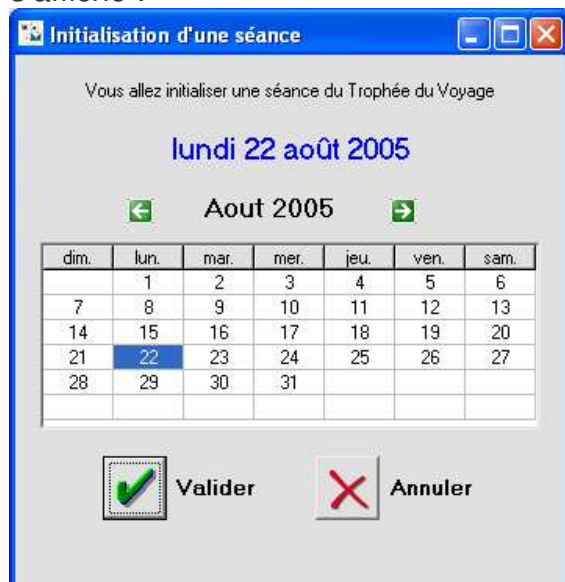 s'affiche :
Initialisation d'une séance
Vous allez initialiser une séance du Trophée du Voyage
lundi 22 août 2005
Aout 2005
dim. lun. mar. mer. jeu. ven. sam.
1 2 3 4 5 6
7 8 9 10 11 12 13
14 15 16 17 18 19 20
21 22 23 24 25 26 27
28 29 30 31
Valider Annuler